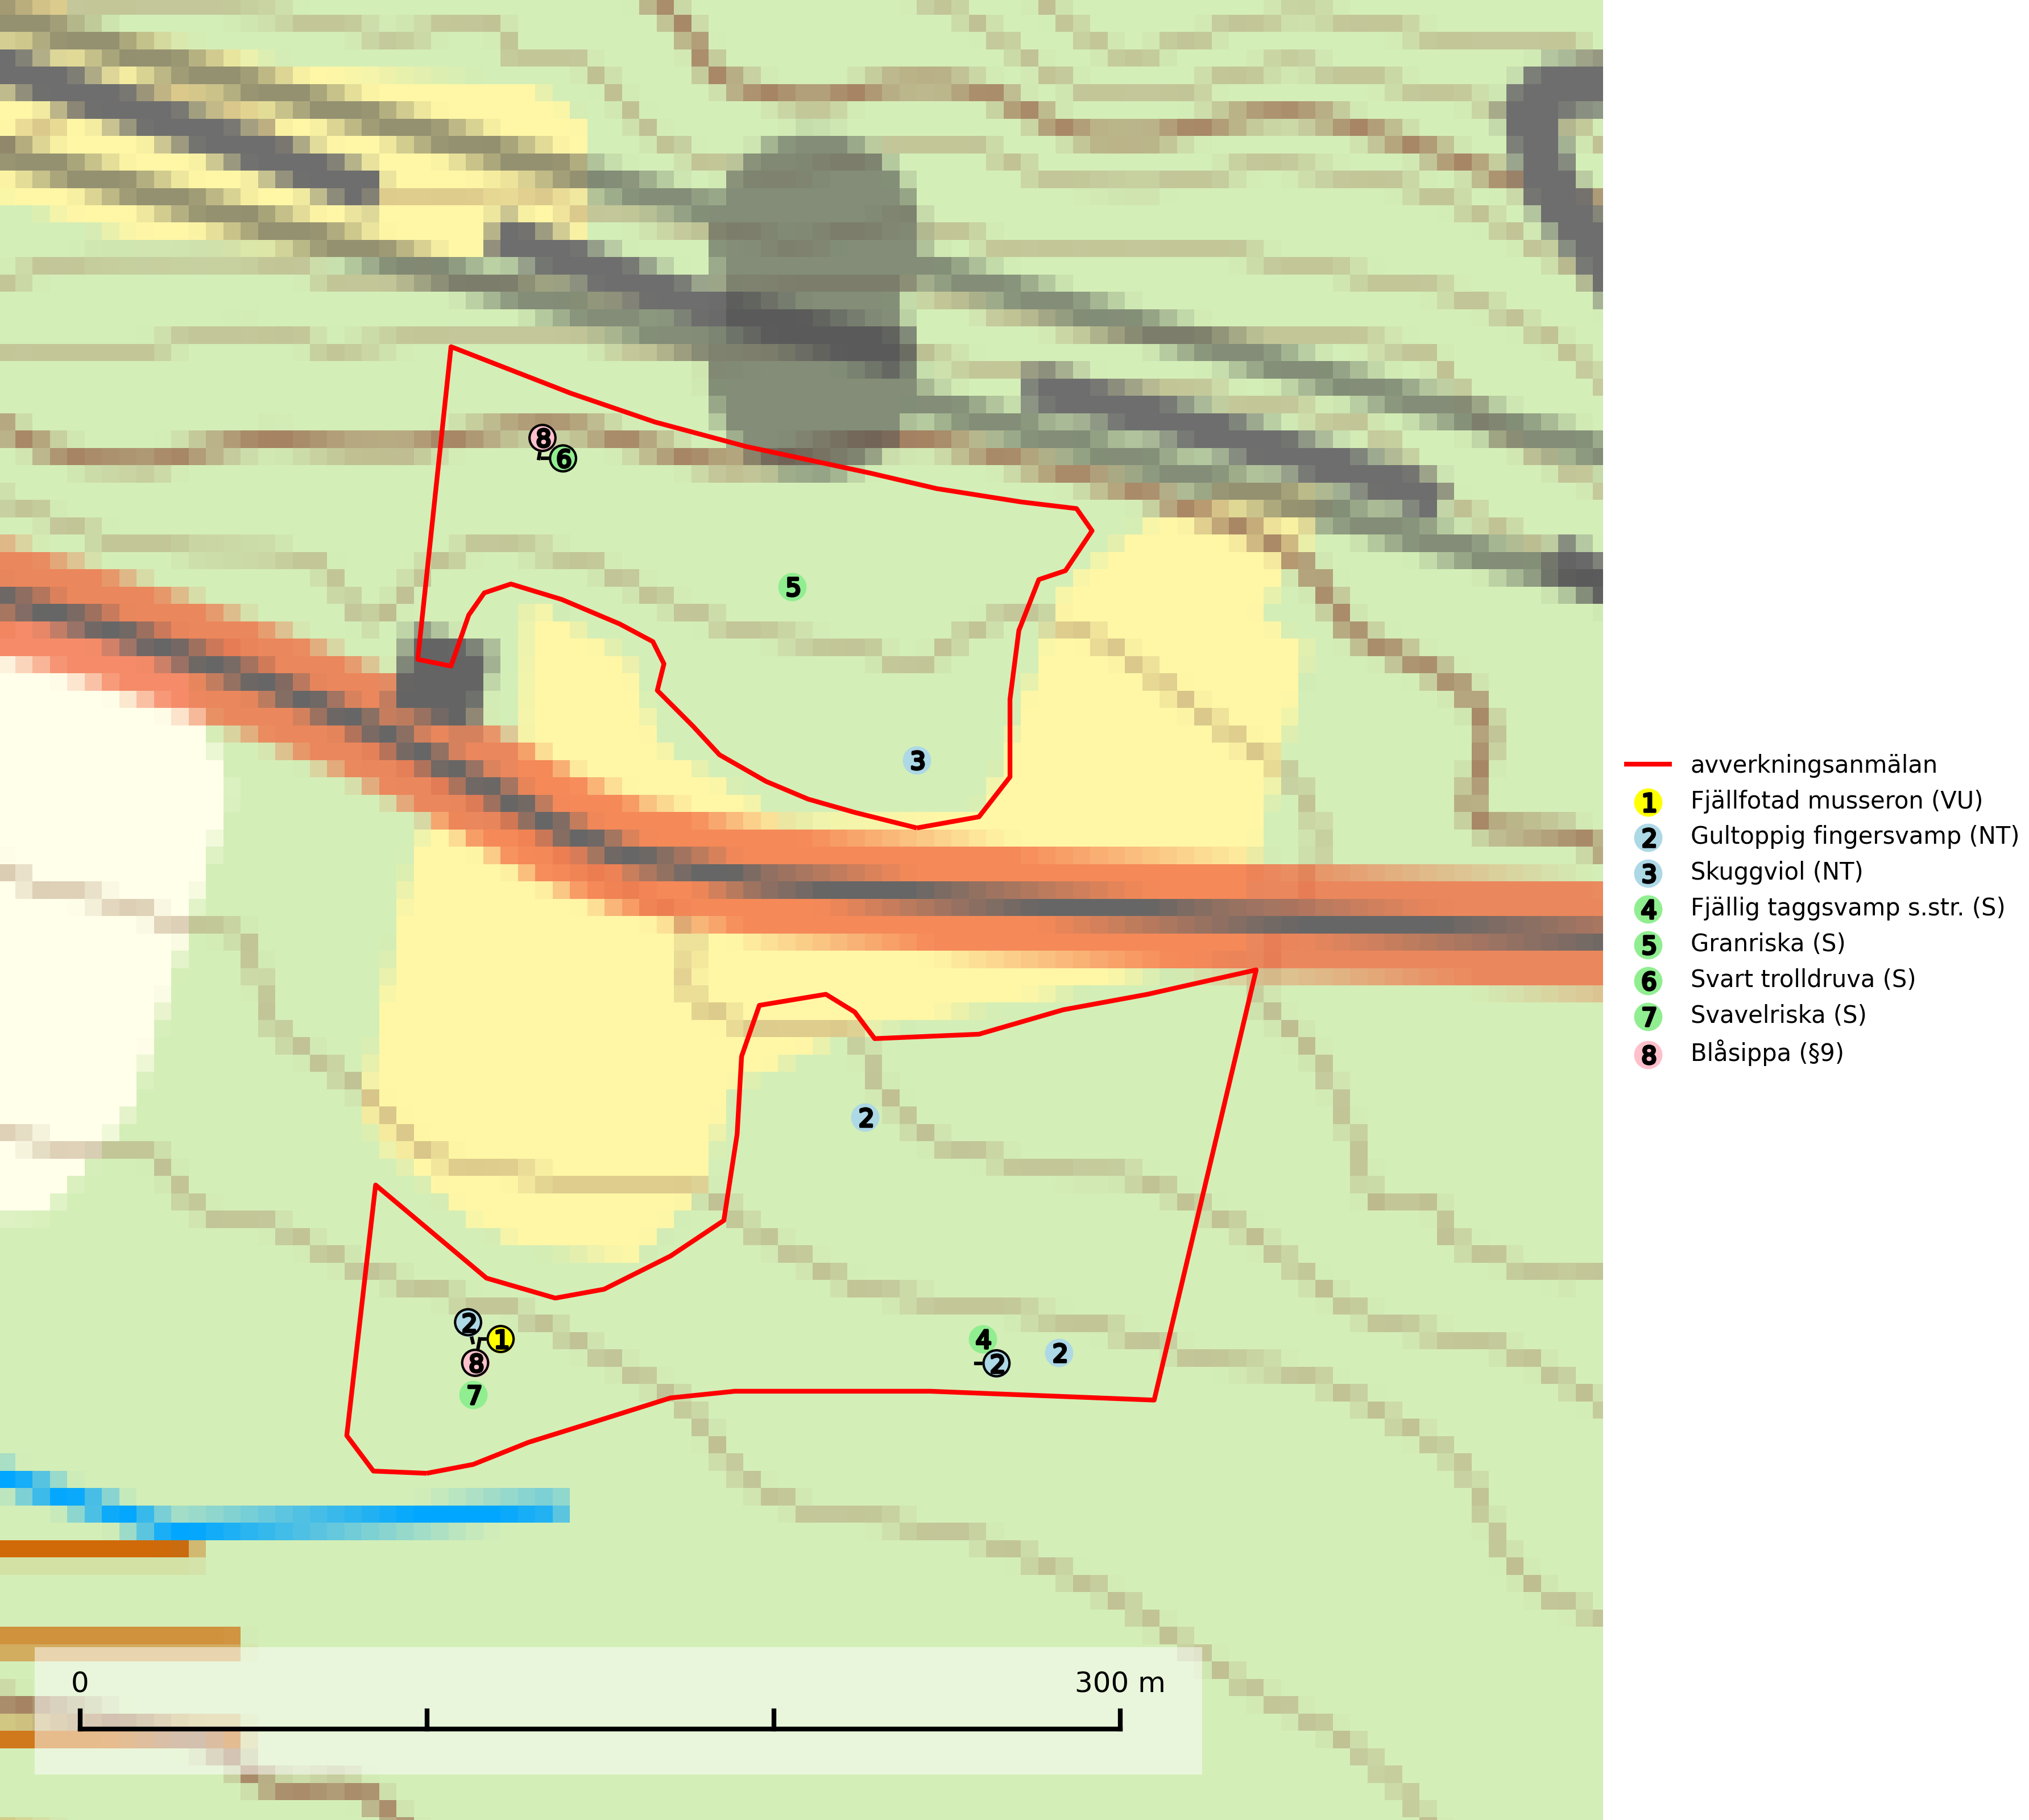 8
6
5
3
2
2
1
8
7
4
2
2
0
300 m
avverkningsanmälan
1 Fjällfotad musseron (VU)
2 Gultoppig fingersvamp (NT)
3 Skuggviol (NT)
4 Fjällig taggsvamp s.str. (S)
5 Granriska (S)
6 Svart trolldruva (S)
7 Svavelriska (S)
8 Blåsippa (§9)